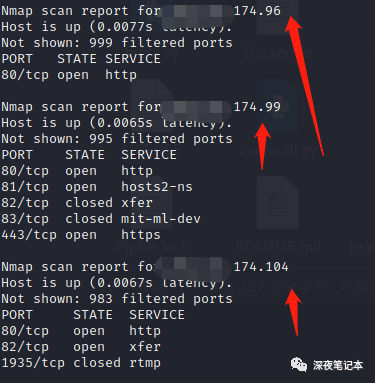 Nmap scan report for 174.96
Host is up (0.0077s latency).
Not shown: 999 filtered ports
PORT STATE SERVICE
80/tcp open http
Nmap scan report for 174.99
Host is up (0.0065s latency).
Not shown: 995 filtered ports
PORT STATE SERVICE
80/tcp open http
81/tcp open hosts2-ns
82/tcp closed xfer
83/tcp closed mit-ml-dev
443/tcp open https
README.md
Nmap scan report for 174.104
Host is up (0.0067s latency).
Not shown: 983 filtered ports
PORT STATE SERVICE
80/tcp open http
82/tcp open xfer
1935/tcp closed rtmp
深夜笔记本